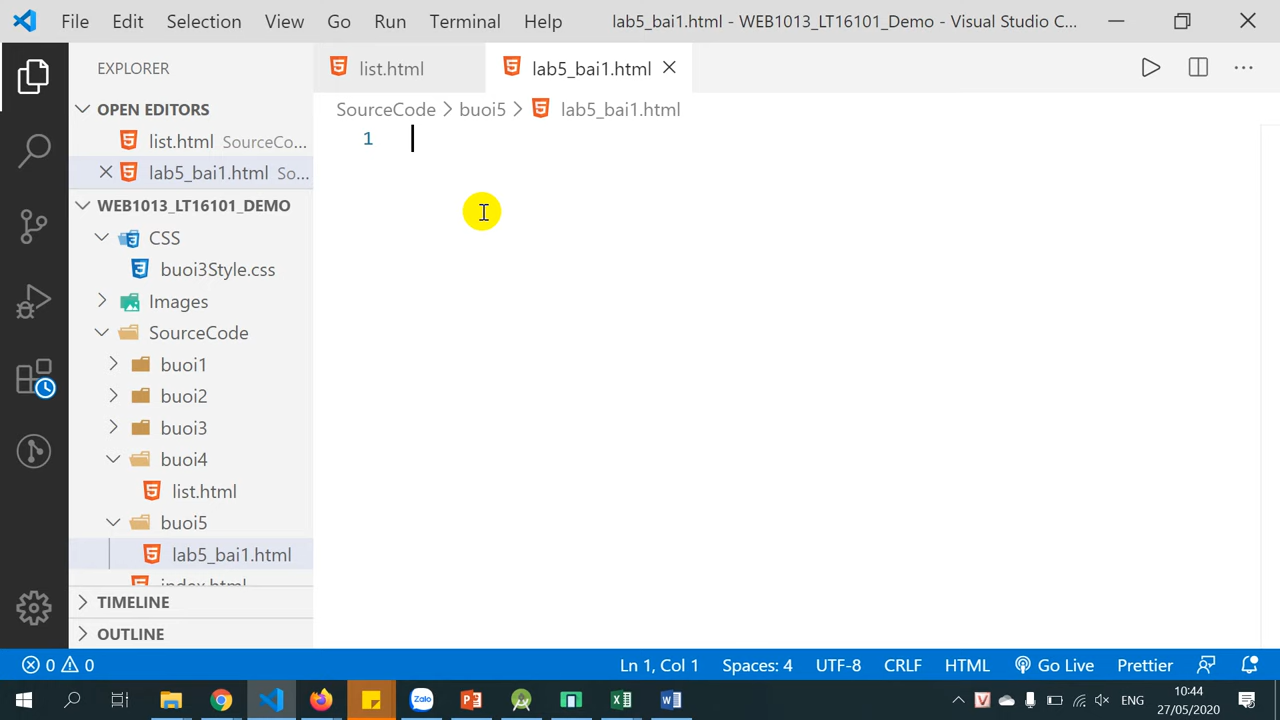 File Edit Selection View Go Run Terminal Help lab5_bai1.html - WEB1013_LT16101_Demo - Visual Studio C...
EXPLORER
list.html
lab5_bai1.html
OPEN EDITORS
list.html SourceCo...
lab5_bai1.html So...
WEB1013_LT16101_DEMO
CSS
buoi3Style.css
Images
SourceCode
buoi1
buoi2
buoi3
buoi4
list.html
buoi5
lab5_bai1.html
index.html
TIMELINE
OUTLINE
SourceCode > buoi5 > lab5_bai1.html
1
0 0 Ln 1, Col 1 Spaces: 4 UTF-8 CRLF HTML Go Live Prettier
Zalo
ENG
10:44
27/05/2020